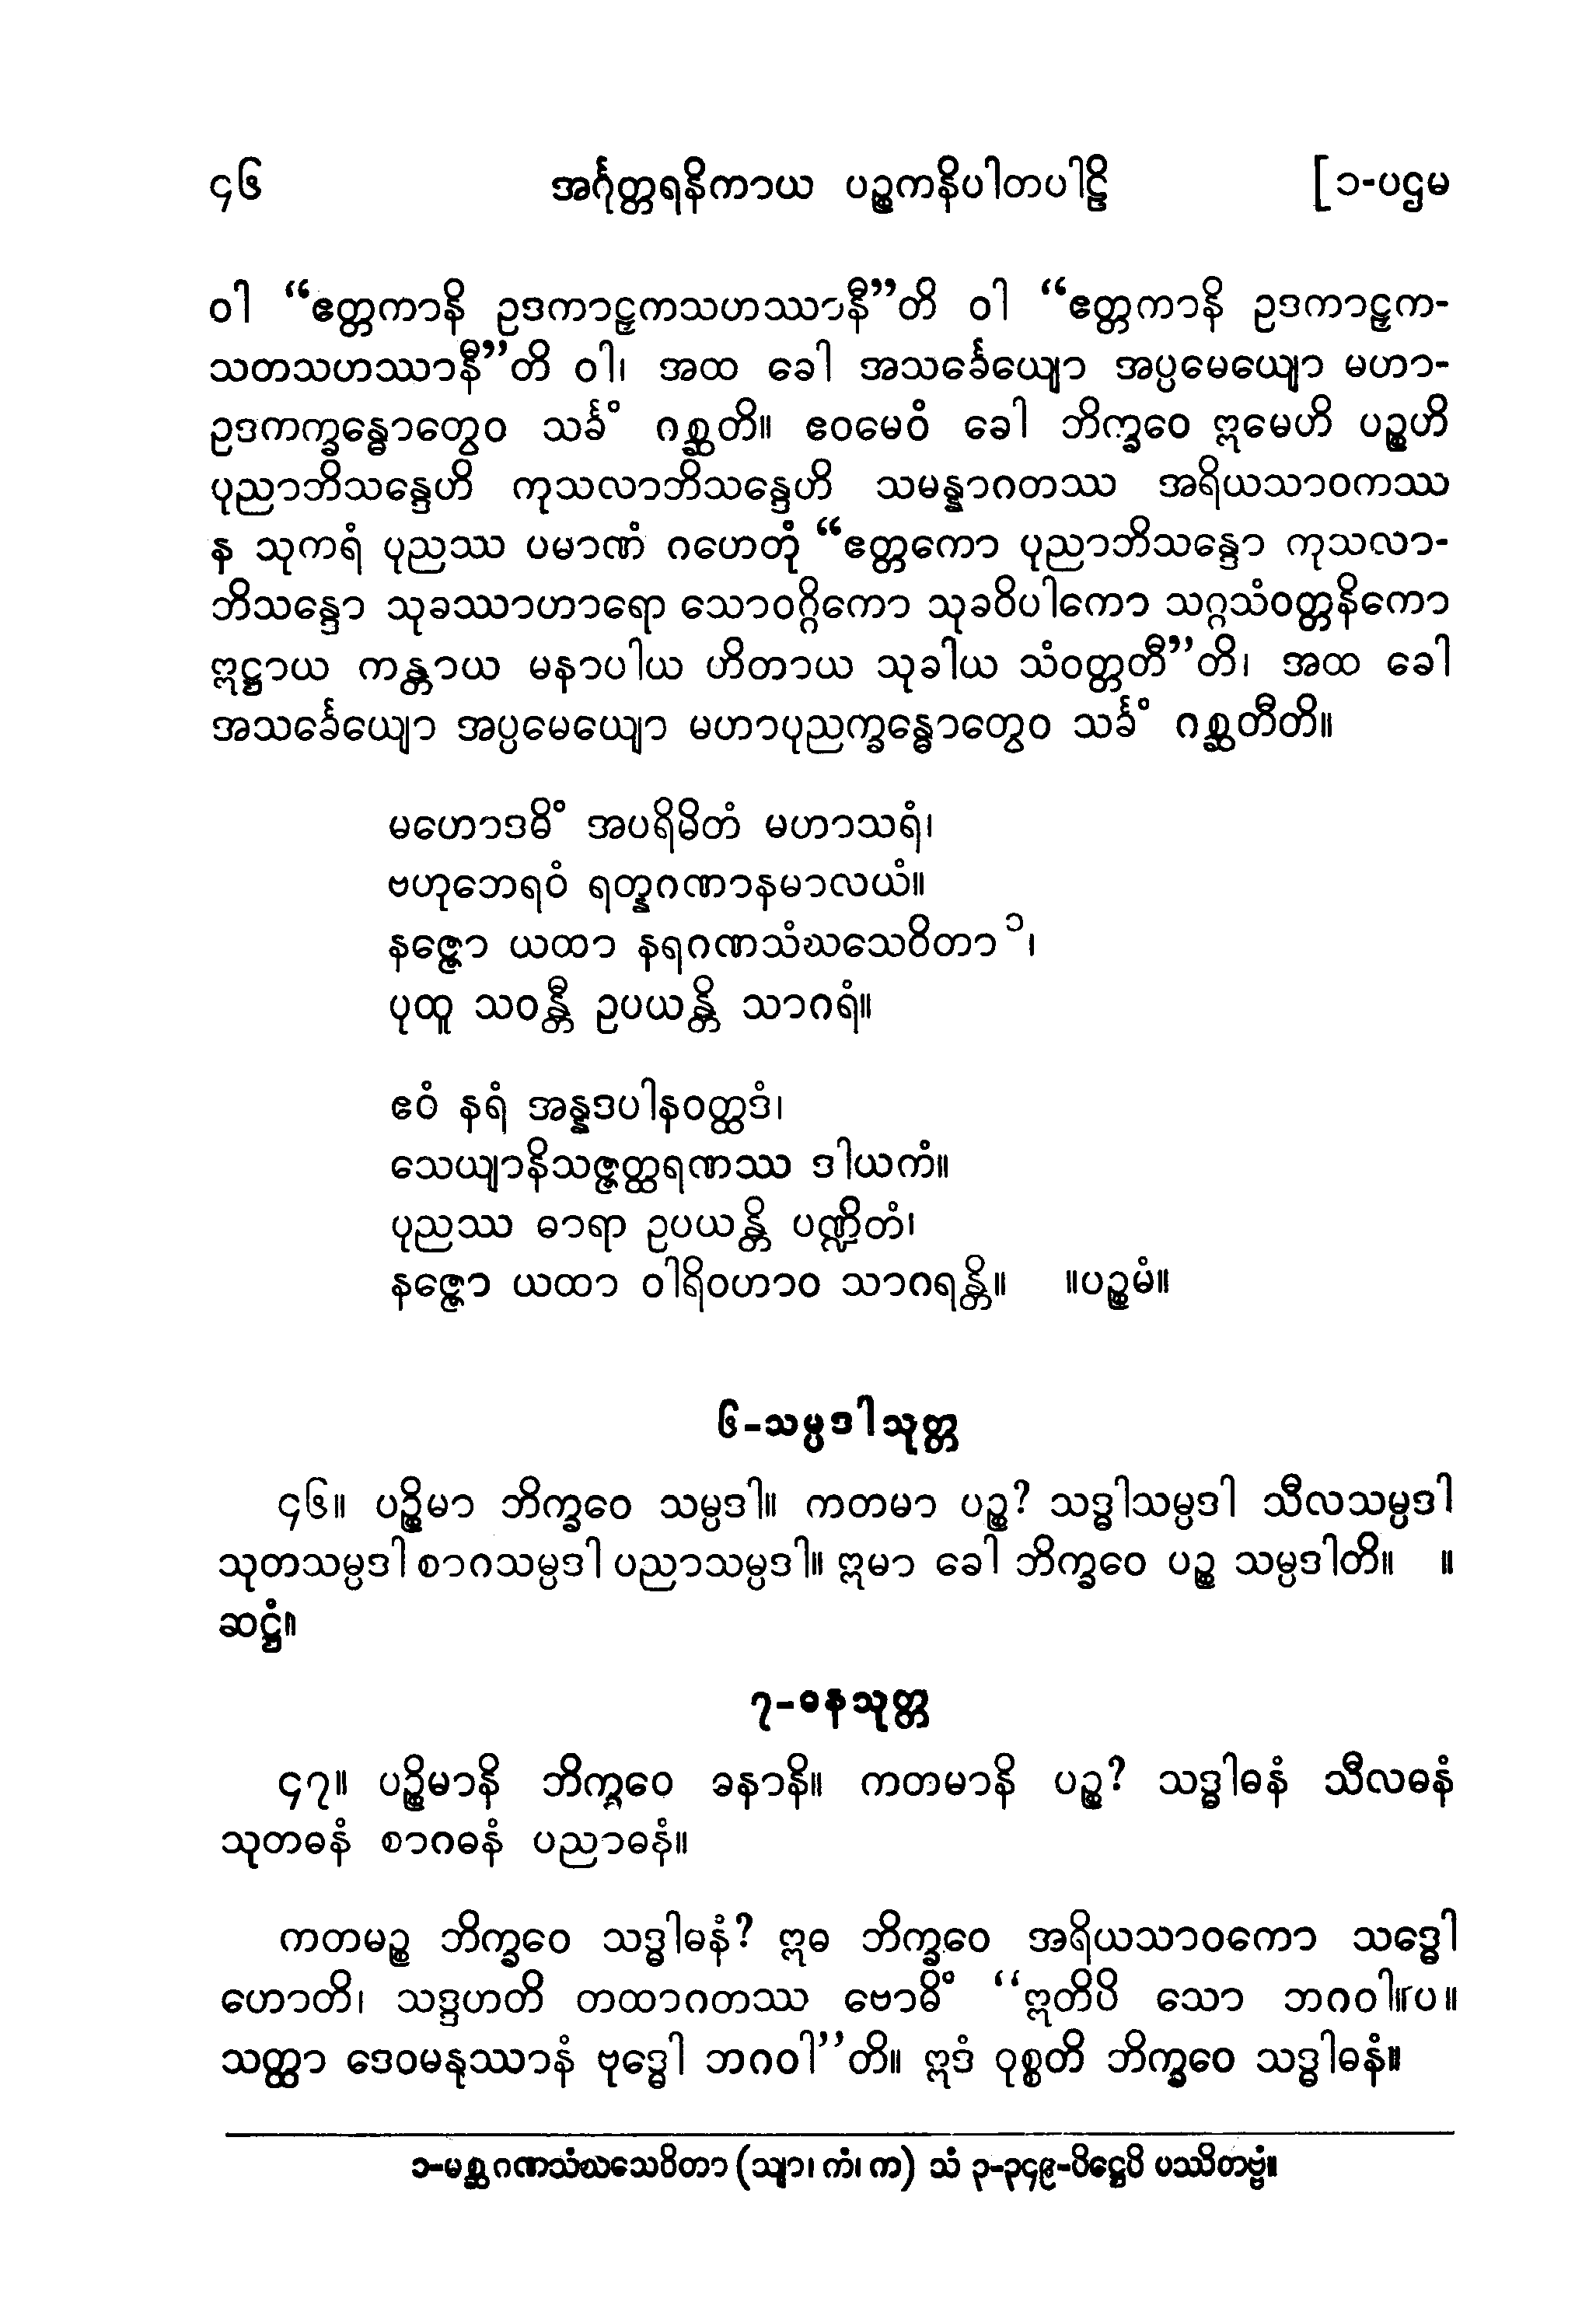 ၄၆ အင်္ဂုတ္တရနိကာယ ပဉ္စကနိပါတပါဠိ [၁-ပဌမ
ဝါ “ဧတ္တကာနိ ဥဒကာဠှကသဟဿာနီ”တိ ဝါ “ဧတ္တကာနိ ဥဒကာဠှက-
သတသဟဿာနီ”တိ ဝါ၊ အထ ခေါ အသင်္ခေယျော အပ္ပမေယျော မဟာ-
ဥဒကက္ခန္ဓောတွေဝ သင်္ခံ ဂစ္ဆတိ။ ဧဝမေဝံ ခေါ ဘိက္ခဝေ ဣမေဟိ ပဉ္စဟိ
ပုညာဘိသန္ဒေဟိ ကုသလာဘိသန္ဒေဟိ သမန္နာဂတဿ အရိယသာဝကဿ
န သုကရံ ပုညဿ ပမာဏံ ဂဟေတုံ “ဧတ္တကော ပုညာဘိသန္ဒော ကုသလာ-
ဘိသန္ဒော သုခဿာဟာရော သောဝဂ္ဂိကော သုခဝိပါကော သဂ္ဂသံဝတ္တနိကော
ဣဋ္ဌာယ ကန္တာယ မနာပါယ ဟိတာယ သုခါယ သံဝတ္တတီ”တိ၊ အထ ခေါ
အသင်္ခေယျော အပ္ပမေယျော မဟာပုညက္ခန္ဓောတွေဝ သင်္ခံ ဂစ္ဆတီတိ။
မဟောဒဓိံ အပရိမိတံ မဟာသရံ၊
ဗဟုဘေရဝံ ရတ္နဂဏာနမာလယံ။
နဇ္ဇော ယထာ နရဂဏသံဃသေဝိတာ ၁၊
ပုထူ သဝန္တီ ဥပယန္တိ သာဂရံ။
ဧဝံ နရံ အန္နဒပါနဝတ္ထဒံ၊
သေယျာနိသဇ္ဇတ္ထရဏဿ ဒါယကံ။
ပုညဿ ဓာရာ ဥပယန္တိ ပဏ္ဍိတံ၊
နဇ္ဇော ယထာ ဝါရိဝဟာဝ သာဂရန္တိ။ ။ပဉ္စမံ။
၆-သမ္ပဒါသုတ္တ
၄၆။ ပဉ္စိမာ ဘိက္ခဝေ သမ္ပဒါ။ ကတမာ ပဉ္စ? သဒ္ဓါသမ္ပဒါ သီလသမ္ပဒါ
သုတသမ္ပဒါ စာဂသမ္ပဒါ ပညာသမ္ပဒါ။ ဣမာ ခေါ ဘိက္ခဝေ ပဉ္စ သမ္ပဒါတိ။ ။
ဆဋ္ဌံ။
၇-ဓနသုတ္တ
၄၇။ ပဉ္စိမာနိ ဘိက္ခဝေ ဓနာနိ။ ကတမာနိ ပဉ္စ? သဒ္ဓါဓနံ သီလဓနံ
သုတဓနံ စာဂဓနံ ပညာဓနံ။
ကတမဉ္စ ဘိက္ခဝေ သဒ္ဓါဓနံ? ဣဓ ဘိက္ခဝေ အရိယသာဝကော သဒ္ဓေါ
ဟောတိ၊ သဒ္ဒဟတိ တထာဂတဿ ဗောဓိံ “ဣတိပိ သော ဘဂဝါ။ပ။
သတ္ထာ ဒေဝမနုဿာနံ ဗုဒ္ဓေါ ဘဂဝါ”တိ။ ဣဒံ ဝုစ္စတိ ဘိက္ခဝေ သဒ္ဓါဓနံ။
၁-မစ္ဆဂဏသံဃသေဝိတာ (သျာ၊ ကံ၊ က) သံ ၃-၃၄၉-ပိဋ္ဌေပိ ပဿိတဗ္ဗံ။